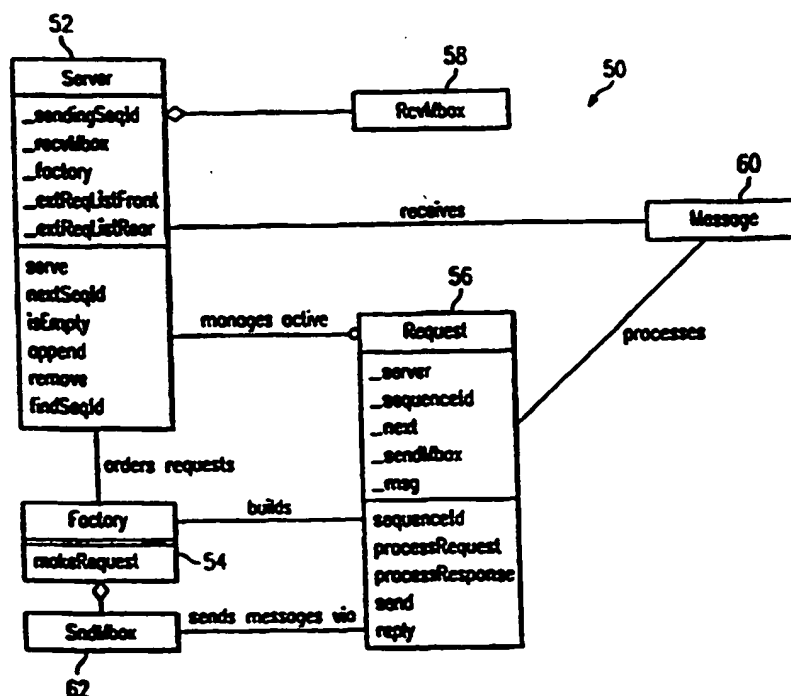 52
Server
_sendingSeqId
_recvMbox
_factory
_extReqListFront
_extReqListRear
serve
nextSeqId
isEmpty
append
remove
findSeqId
58
RcvMbox
50
60
Message
receives
56
manages active
Request
_server
_sequenceId
_next
_sendMbox
_msg
sequenceId
processRequest
processResponse
send
reply
processes
orders requests
Factory
makeRequest
54
builds
SndMbox
62
sends messages via